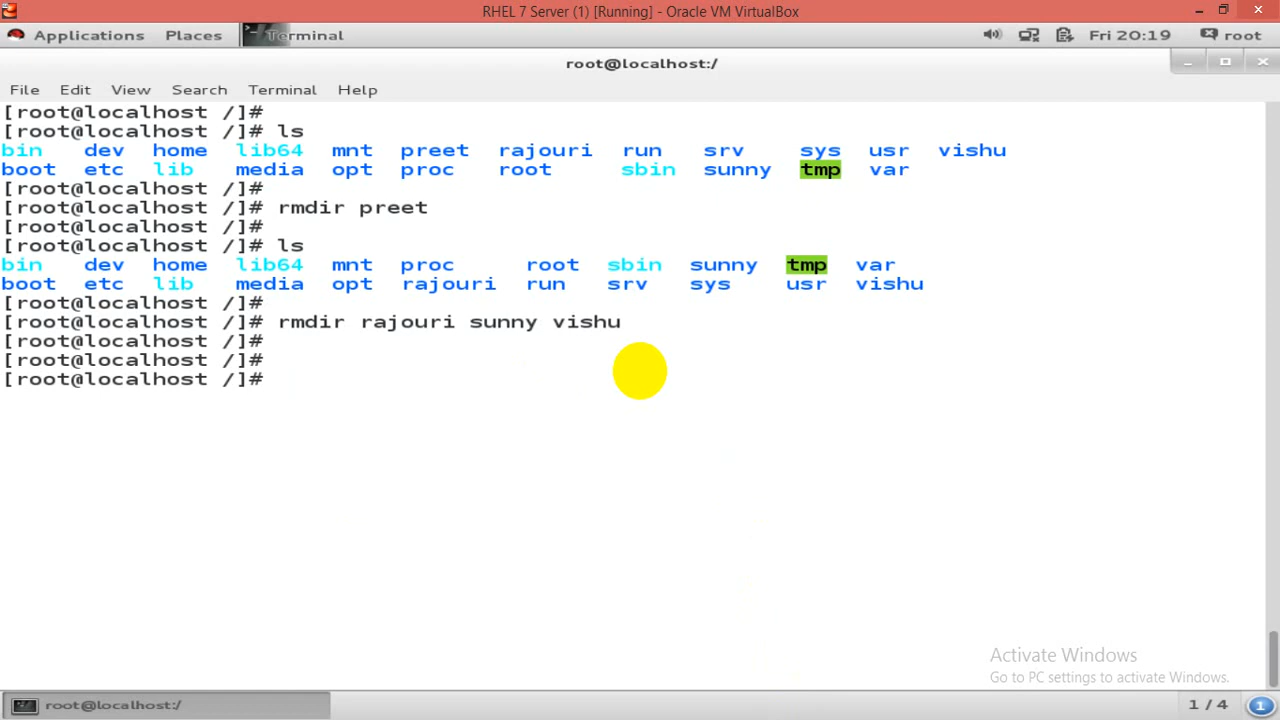 RHEL 7 Server (1) [Running] - Oracle VM VirtualBox
Applications Places Terminal Fri 20:19 root
root@localhost:/
File Edit View Search Terminal Help
[root@localhost /]#
[root@localhost /]# ls
bin dev home lib64 mnt preet rajouri run srv sys usr vishu
boot etc lib media opt proc root sbin sunny tmp var
[root@localhost /]#
[root@localhost /]# rmdir preet
[root@localhost /]#
[root@localhost /]# ls
bin dev home lib64 mnt proc root sbin sunny tmp var
boot etc lib media opt rajouri run srv sys usr vishu
[root@localhost /]#
[root@localhost /]# rmdir rajouri sunny vishu
[root@localhost /]#
[root@localhost /]#
[root@localhost /]#
Activate Windows
Go to PC settings to activate Windows.
root@localhost:/ 1 / 4 1